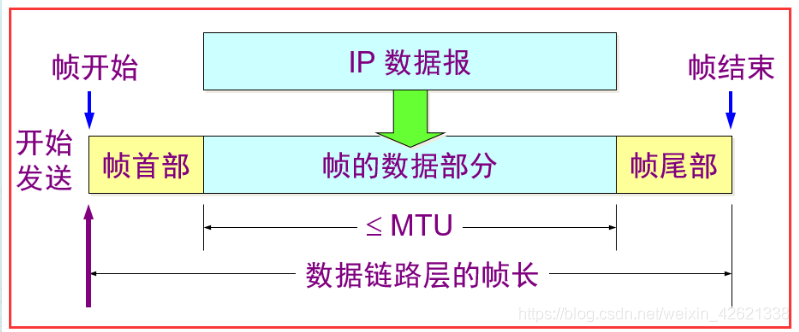 IP 数据报
帧开始
帧结束
开始
发送
帧首部
帧的数据部分
帧尾部
≤ MTU
数据链路层的帧长
https://blog.csdn.net/weixin_42621338